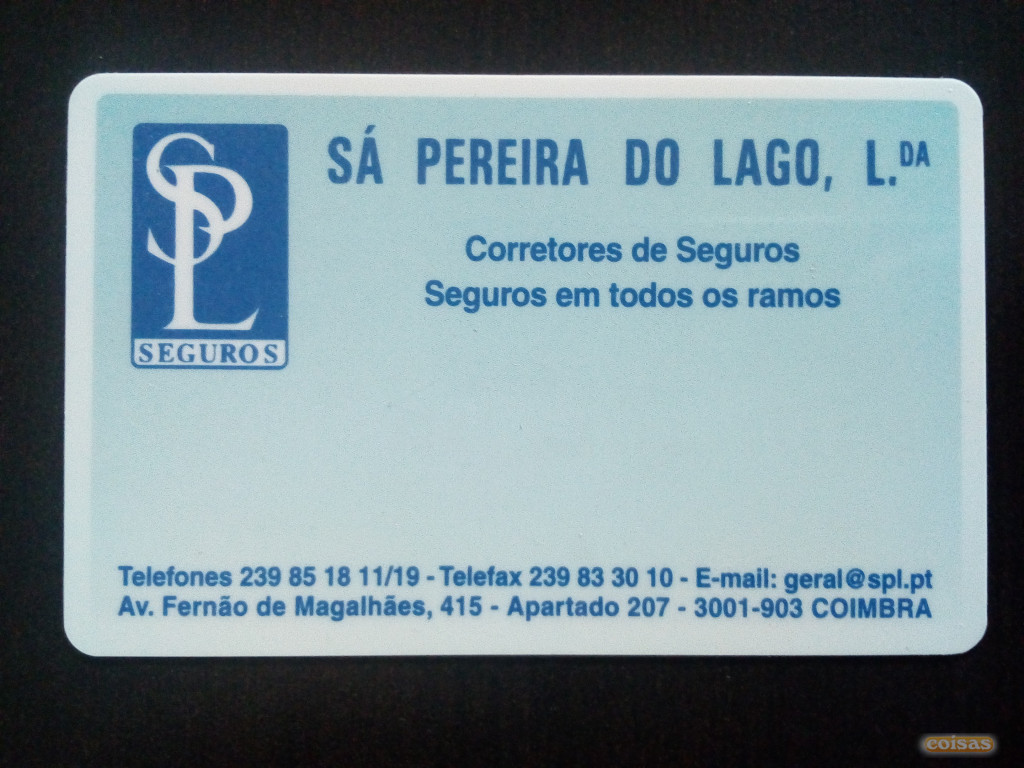 SPL
SEGUROS
SÁ PEREIRA DO LAGO, L.DA
Corretores de Seguros
Seguros em todos os ramos
Telefones 239 85 18 11/19 - Telefax 239 83 30 10 - E-mail: geral@spl.pt
Av. Fernão de Magalhães, 415 - Apartado 207 - 3001-903 COIMBRA
coisas